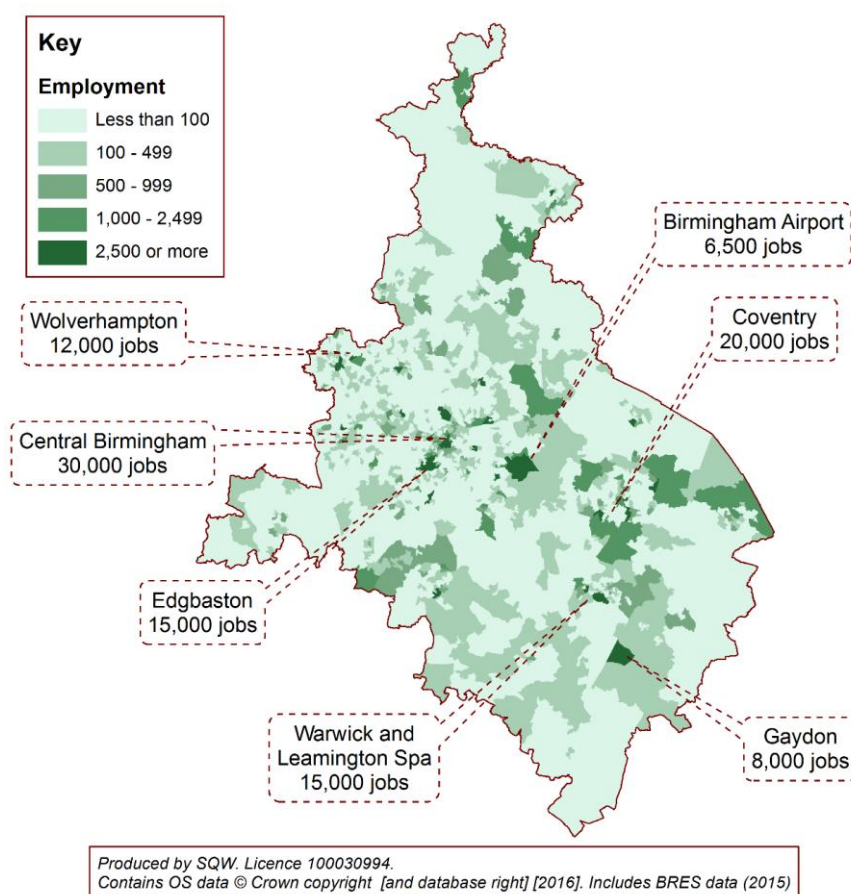 Key
Employment
Less than 100
100 - 499
500 - 999
1,000 - 2,499
2,500 or more
Birmingham Airport
6,500 jobs
Wolverhampton
12,000 jobs
Coventry
20,000 jobs
Central Birmingham
30,000 jobs
Edgbaston
15,000 jobs
Warwick and
Leamington Spa
15,000 jobs
Gaydon
8,000 jobs
Produced by SQW. Licence 100030994.
Contains OS data © Crown copyright [and database right] [2016]. Includes BRES data (2015)